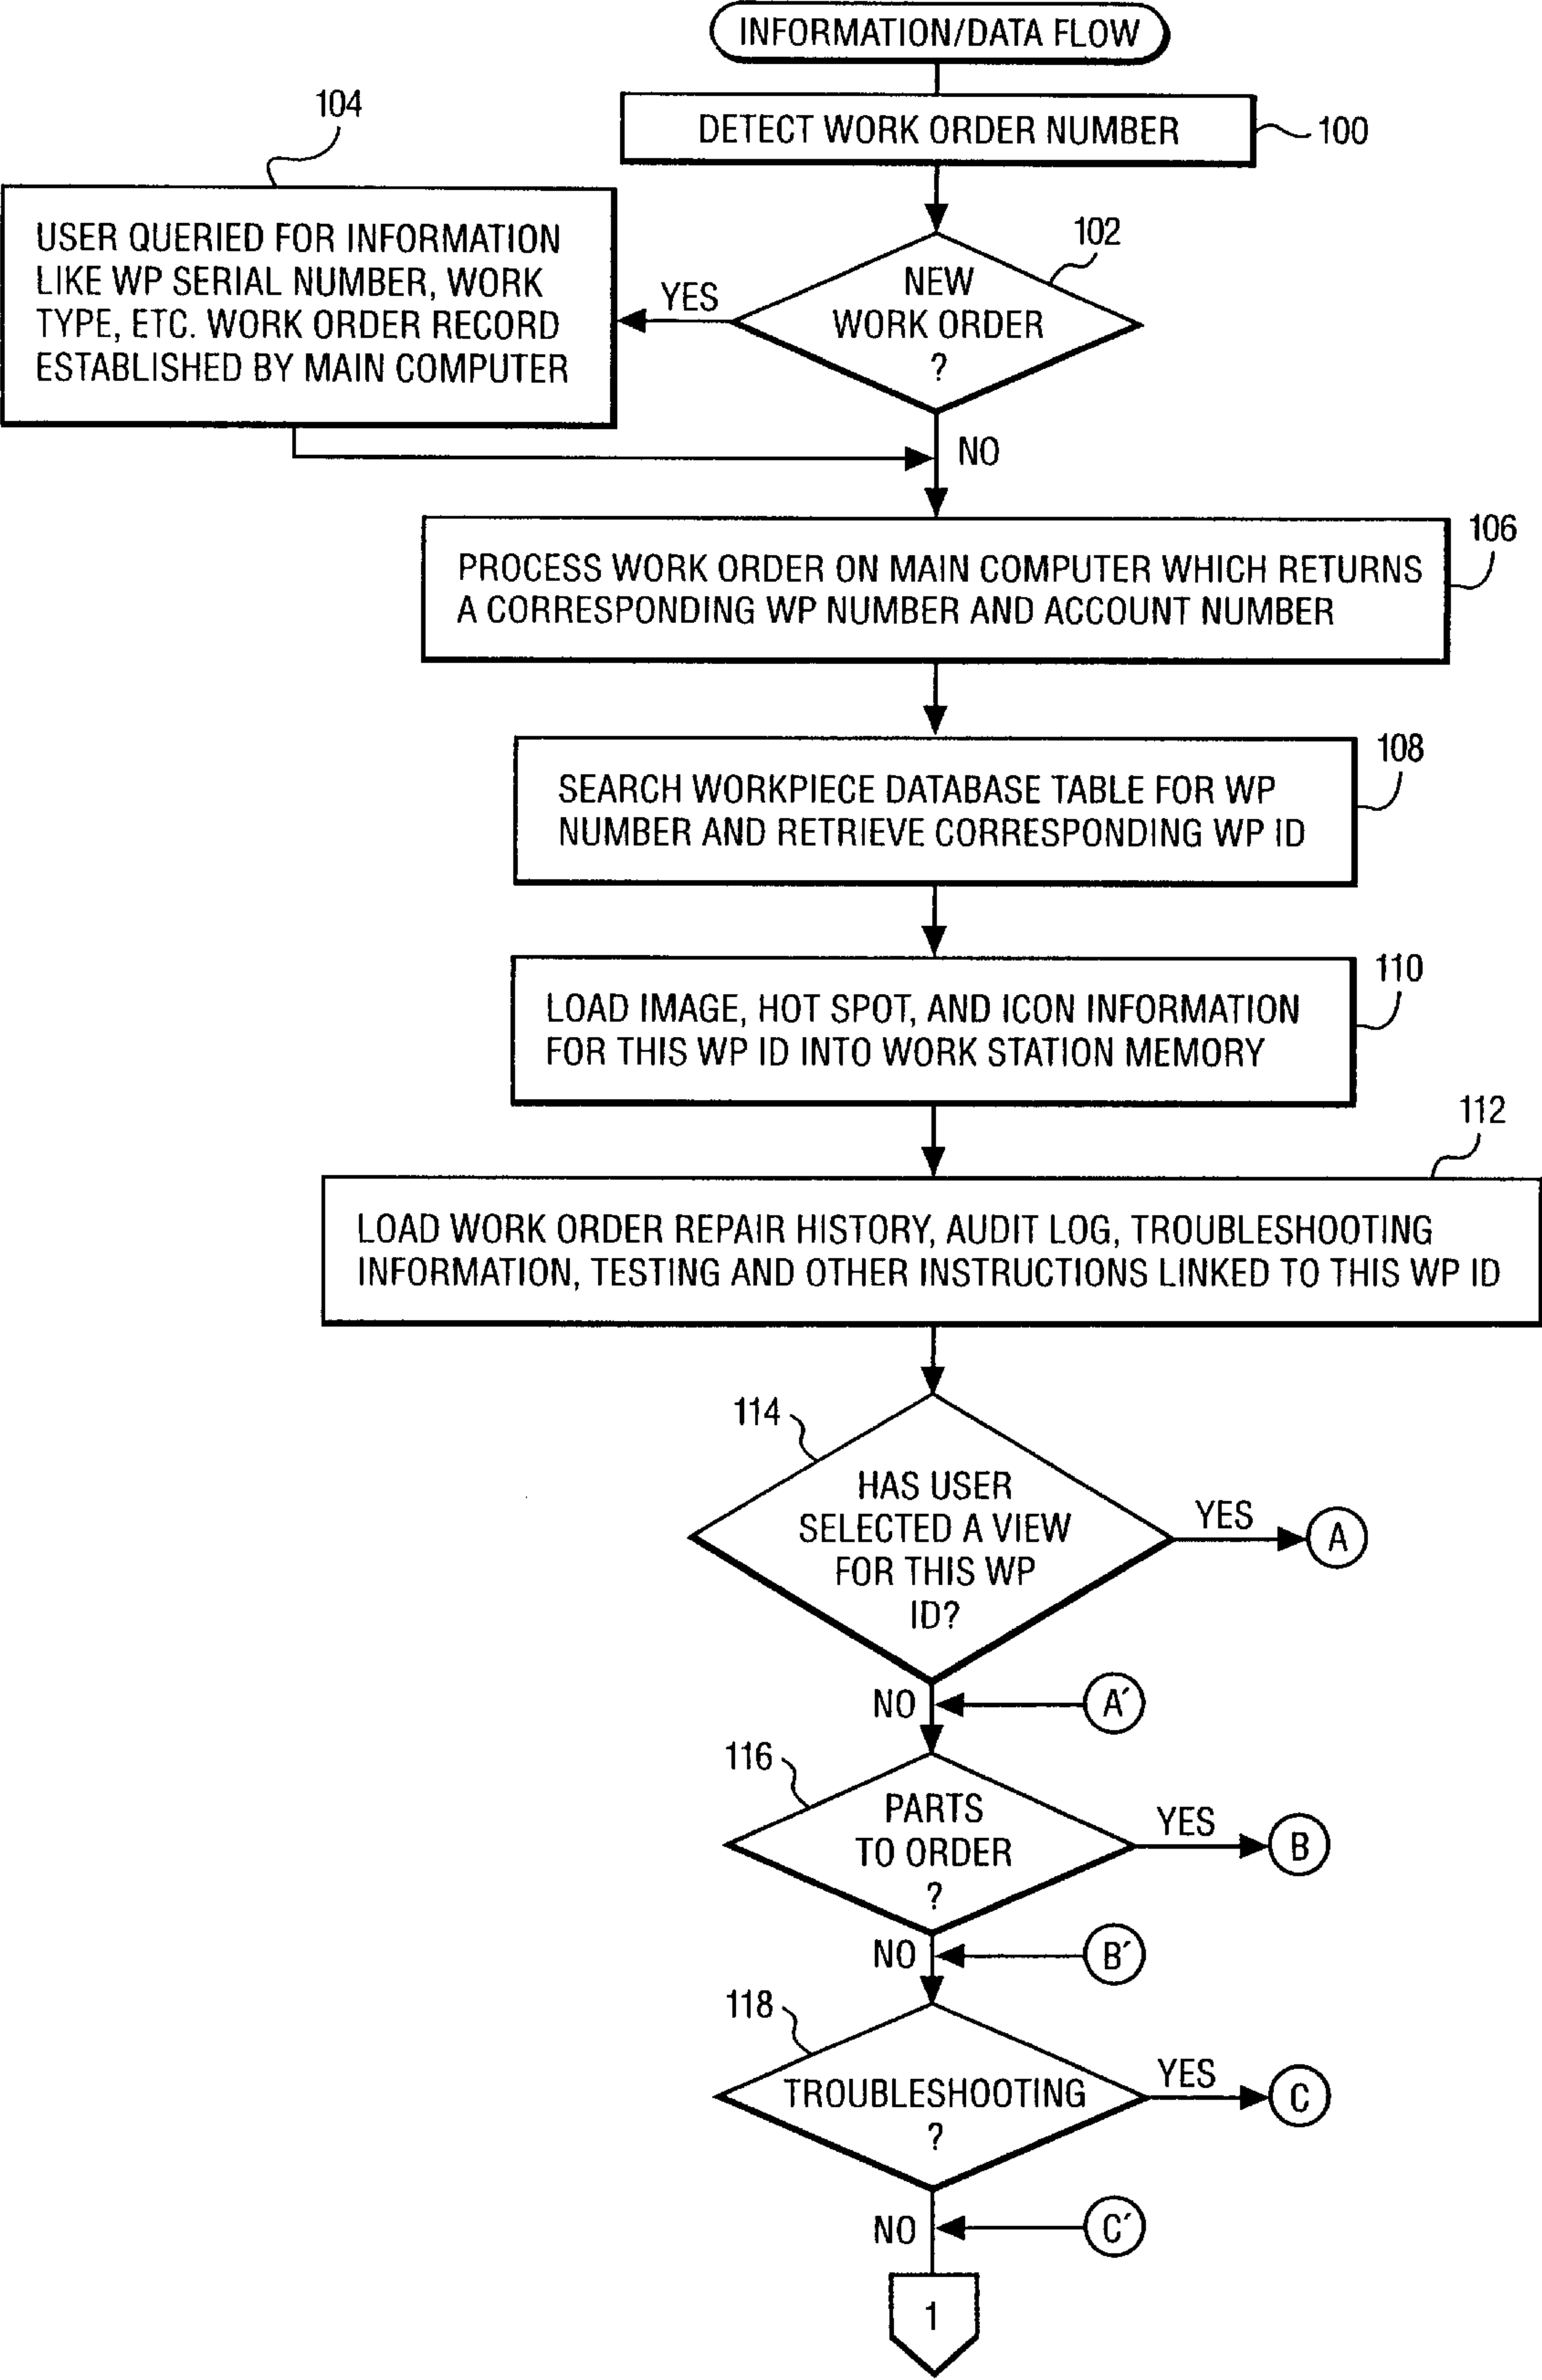 INFORMATION/DATA FLOW
DETECT WORK ORDER NUMBER
100
104
USER QUERIED FOR INFORMATION
LIKE WP SERIAL NUMBER, WORK
TYPE, ETC. WORK ORDER RECORD
ESTABLISHED BY MAIN COMPUTER
102
NEW
WORK ORDER
?
YES
NO
106
PROCESS WORK ORDER ON MAIN COMPUTER WHICH RETURNS
A CORRESPONDING WP NUMBER AND ACCOUNT NUMBER
108
SEARCH WORKPIECE DATABASE TABLE FOR WP
NUMBER AND RETRIEVE CORRESPONDING WP ID
110
LOAD IMAGE, HOT SPOT, AND ICON INFORMATION
FOR THIS WP ID INTO WORK STATION MEMORY
112
LOAD WORK ORDER REPAIR HISTORY, AUDIT LOG, TROUBLESHOOTING
INFORMATION, TESTING AND OTHER INSTRUCTIONS LINKED TO THIS WP ID
114
HAS USER
SELECTED A VIEW
FOR THIS WP
ID?
YES
A
NO
A′
116
PARTS
TO ORDER
?
YES
B
NO
B′
118
TROUBLESHOOTING
?
YES
C
NO
C′
1